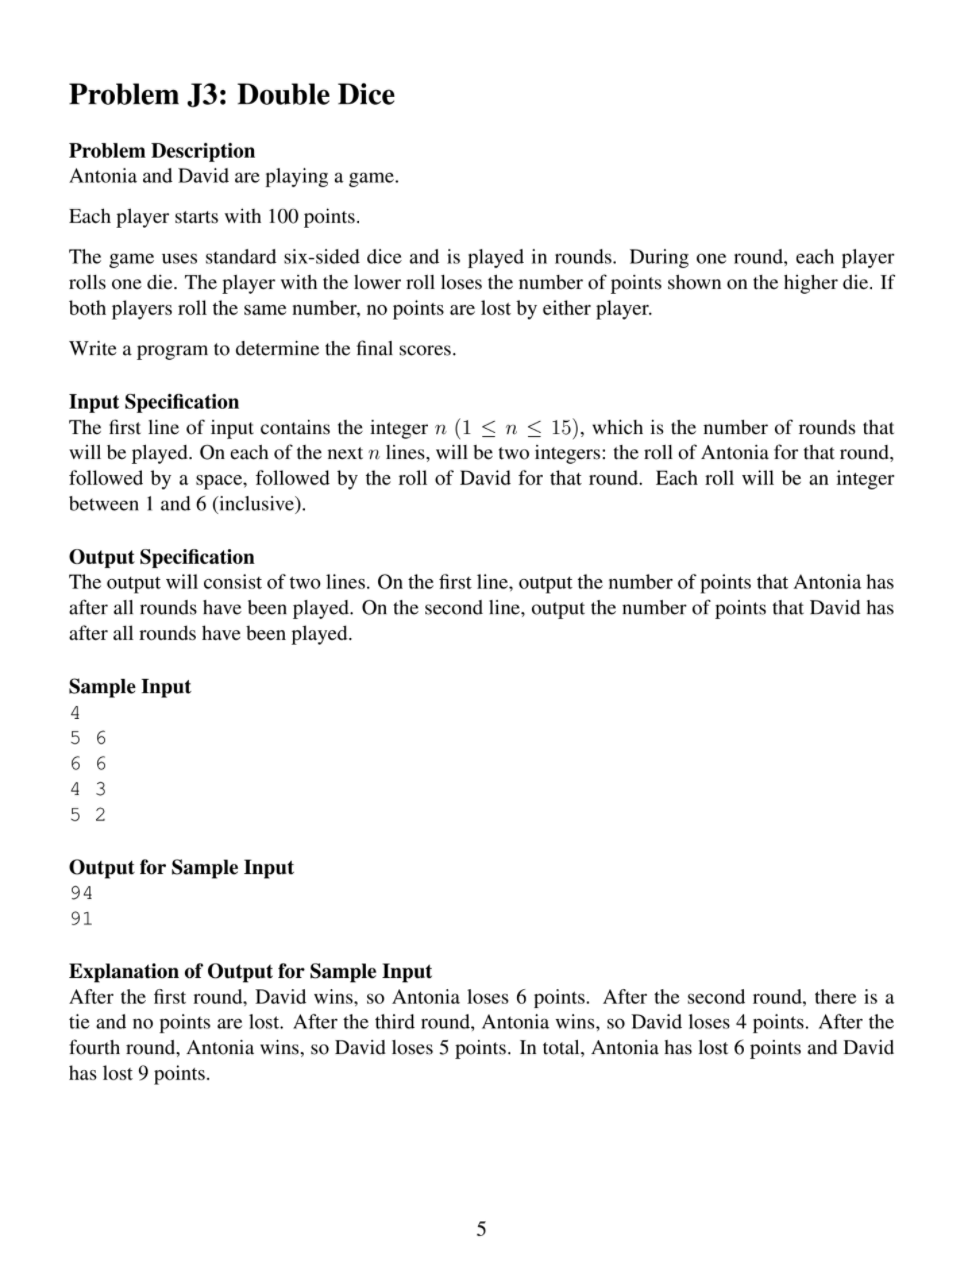 Problem J3: Double Dice
Problem Description
Antonia and David are playing a game.
Each player starts with 100 points.
The game uses standard six-sided dice and is played in rounds. During one round, each player
rolls one die. The player with the lower roll loses the number of points shown on the higher die. If
both players roll the same number, no points are lost by either player.
Write a program to determine the final scores.
Input Specification
The first line of input contains the integer n (1 ≤ n ≤ 15), which is the number of rounds that
will be played. On each of the next n lines, will be two integers: the roll of Antonia for that round,
followed by a space, followed by the roll of David for that round. Each roll will be an integer
between 1 and 6 (inclusive).
Output Specification
The output will consist of two lines. On the first line, output the number of points that Antonia has
after all rounds have been played. On the second line, output the number of points that David has
after all rounds have been played.
Sample Input
4
5 6
6 6
4 3
5 2
Output for Sample Input
94
91
Explanation of Output for Sample Input
After the first round, David wins, so Antonia loses 6 points. After the second round, there is a
tie and no points are lost. After the third round, Antonia wins, so David loses 4 points. After the
fourth round, Antonia wins, so David loses 5 points. In total, Antonia has lost 6 points and David
has lost 9 points.
5